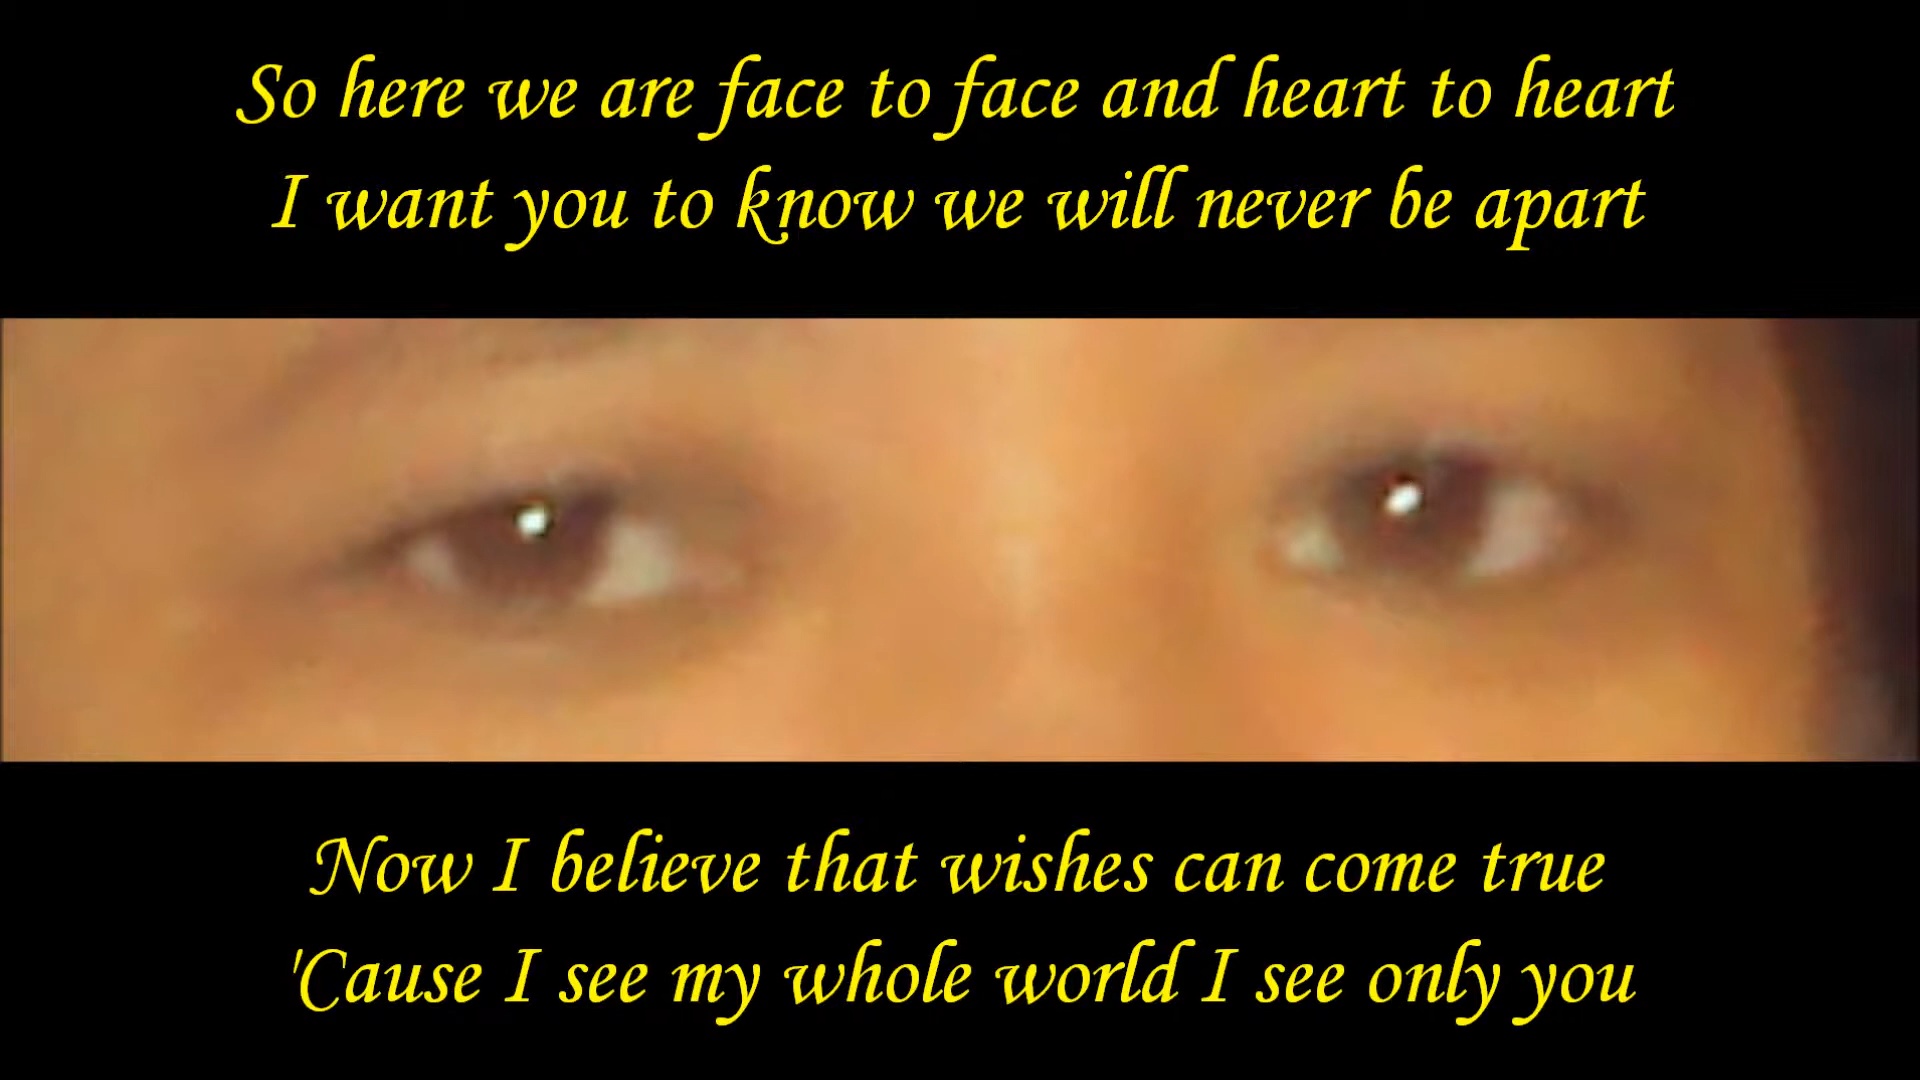 So here we are face to face and heart to heart
I want you to know we will never be apart
Now I believe that wishes can come true
'Cause I see my whole world I see only you